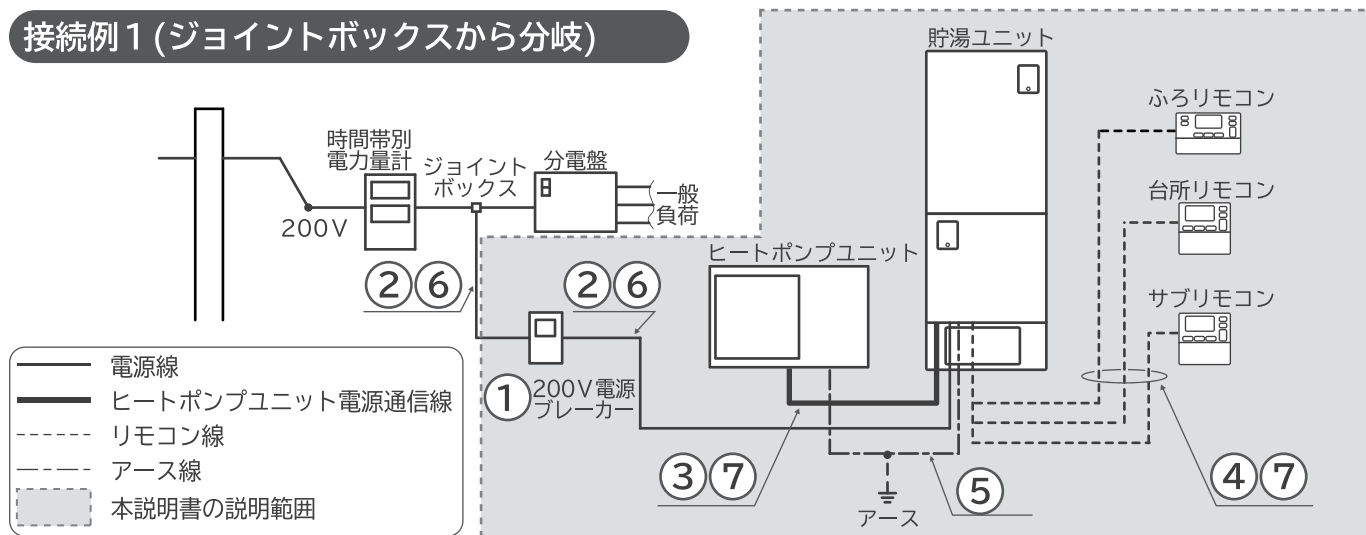 接続例1(ジョイントボックスから分岐)
貯湯ユニット
ふろリモコン
時間帯別
電力量計
ジョイント
ボックス
分電盤
一般
負荷
台所リモコン
200V
ヒートポンプユニット
②⑥
②⑥
サブリモコン
電源線
ヒートポンプユニット電源通信線
リモコン線
アース線
本説明書の説明範囲
①
200V電源
ブレーカー
③⑦
⑤
④⑦
アース